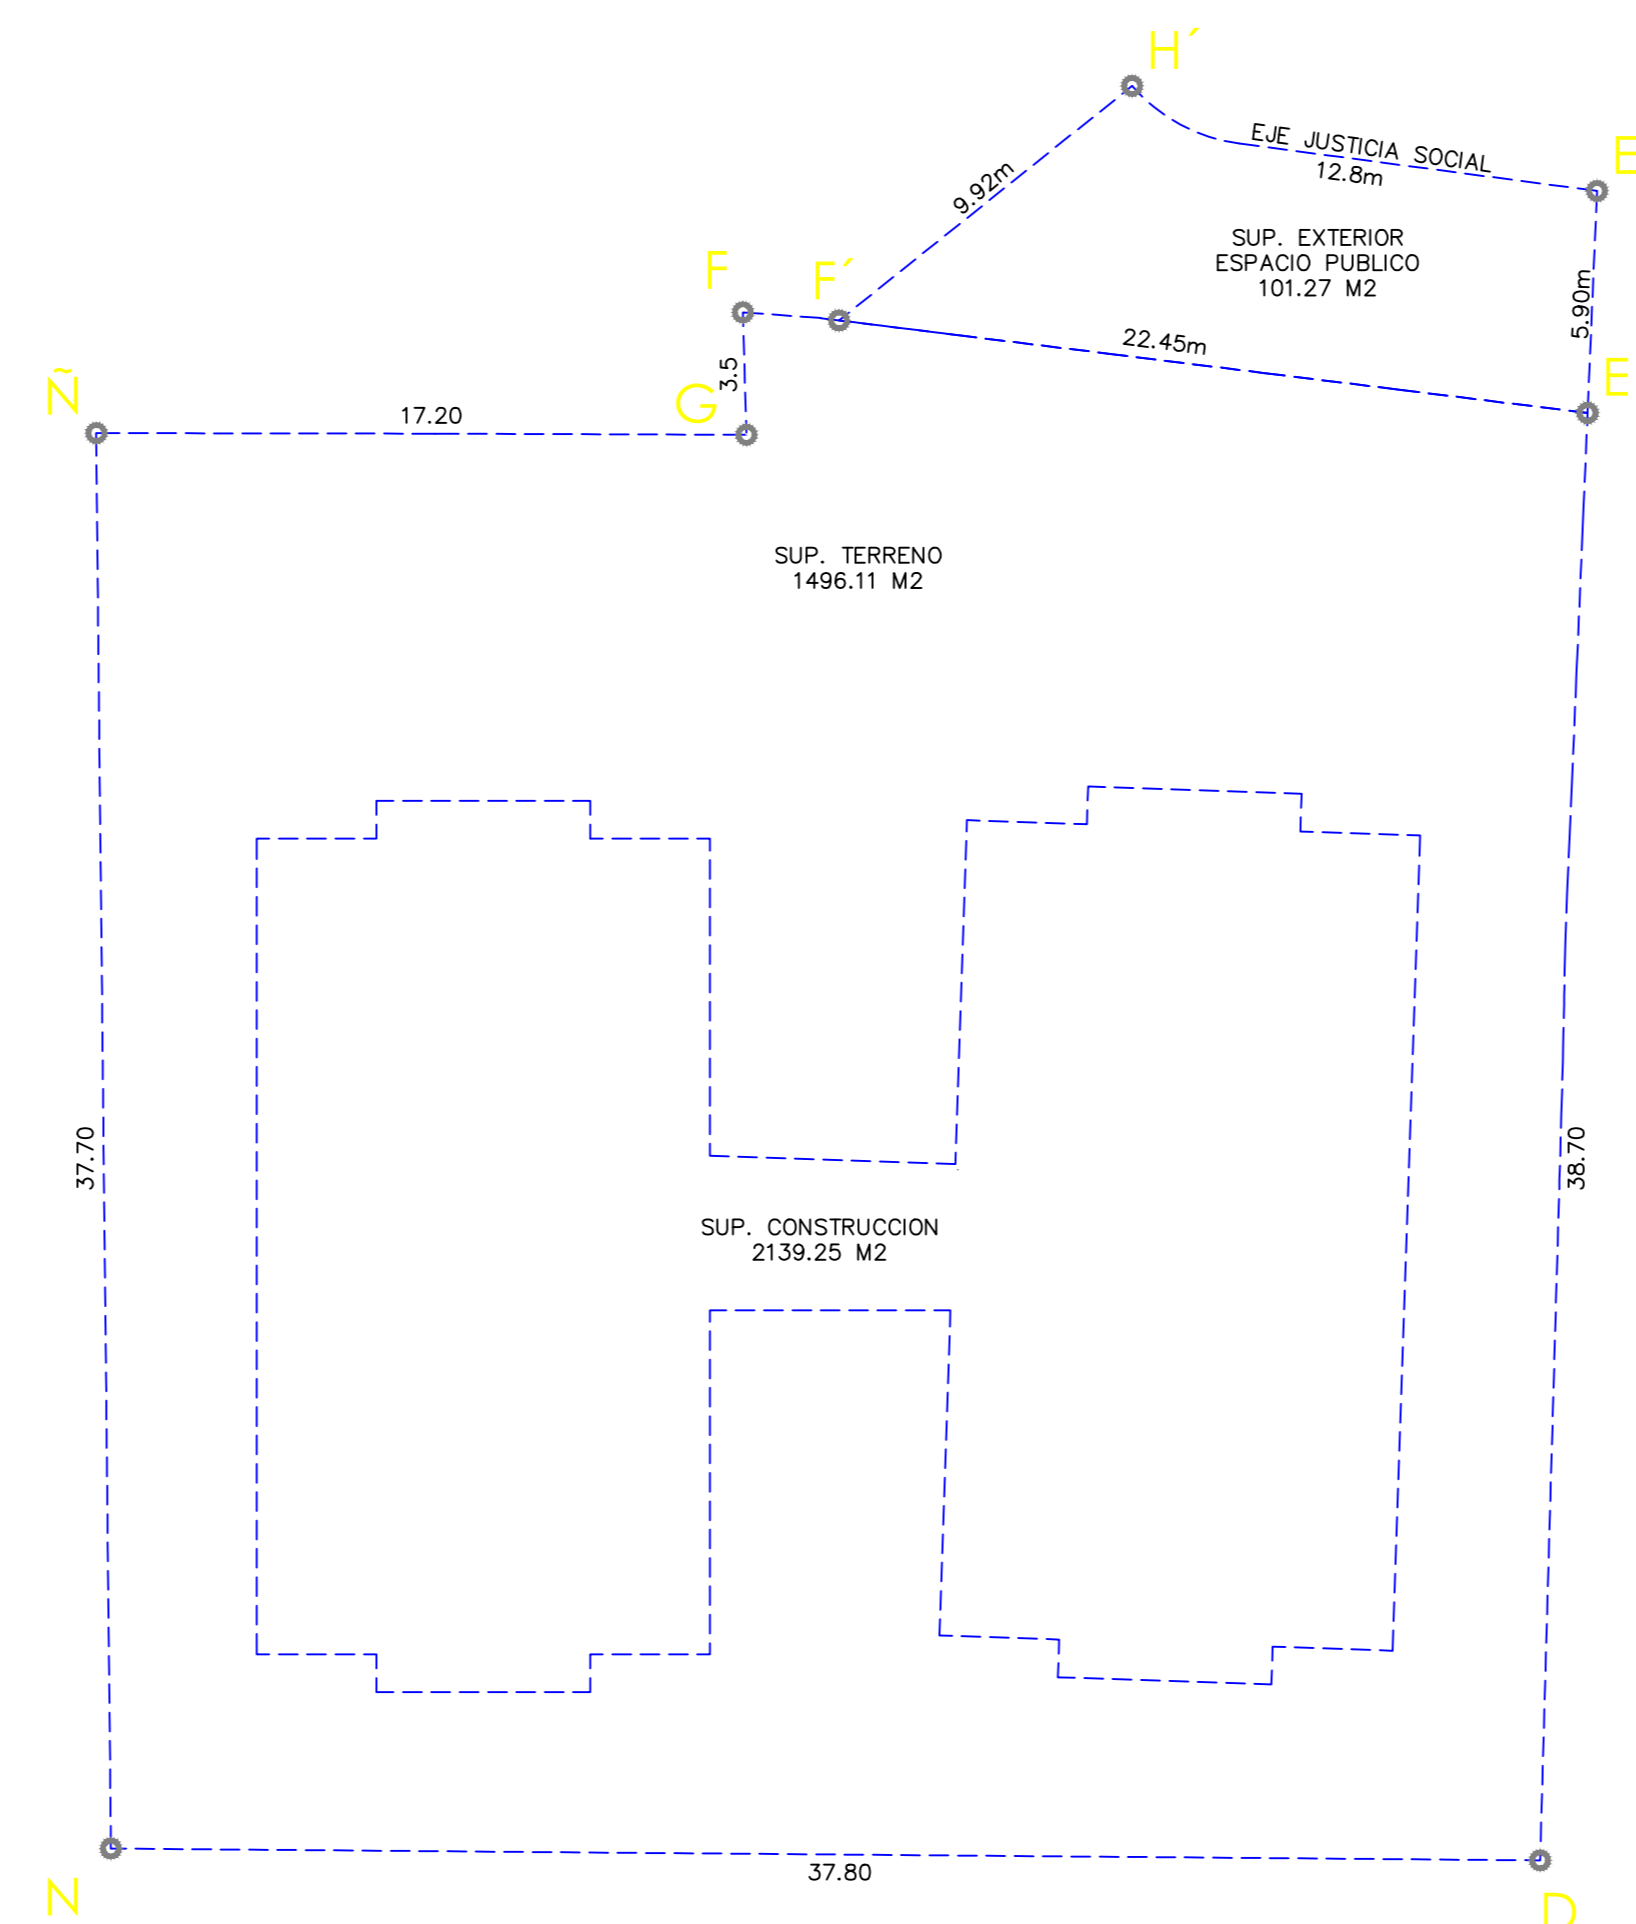 H´
EJE JUSTICIA SOCIAL
12.8m
E
9.92m
SUP. EXTERIOR
ESPACIO PUBLICO
101.27 M2
F
F´
5.90m
22.45m
3.5
Ñ
G
E
17.20
SUP. TERRENO
1496.11 M2
37.70
38.70
SUP. CONSTRUCCION
2139.25 M2
37.80
N
D